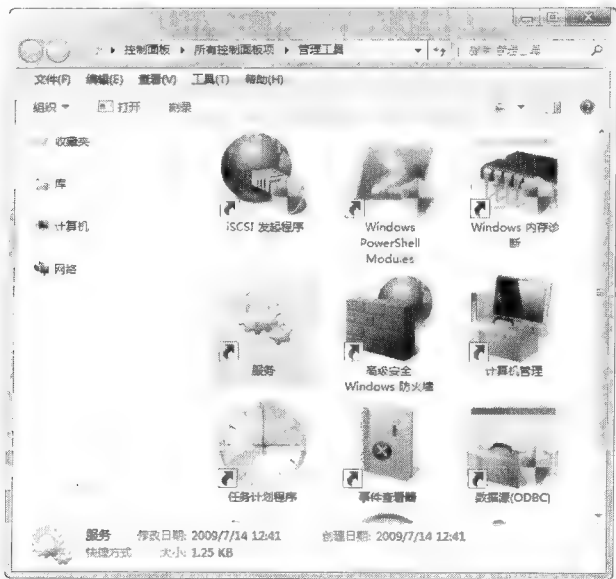 控制面板 ▸ 所有控制面板项 ▸ 管理工具
文件(F) 编辑(E) 查看(V) 工具(T) 帮助(H)
组织 打开 刻录
收藏夹
库
计算机
网络
iSCSI 发起程序
Windows PowerShell Modules
Windows 内存诊断
服务
高级安全 Windows 防火墙
计算机管理
任务计划程序
事件查看器
数据源(ODBC)
服务 修改日期: 2009/7/14 12:41 创建日期: 2009/7/14 12:41
快捷方式 大小: 1.25 KB